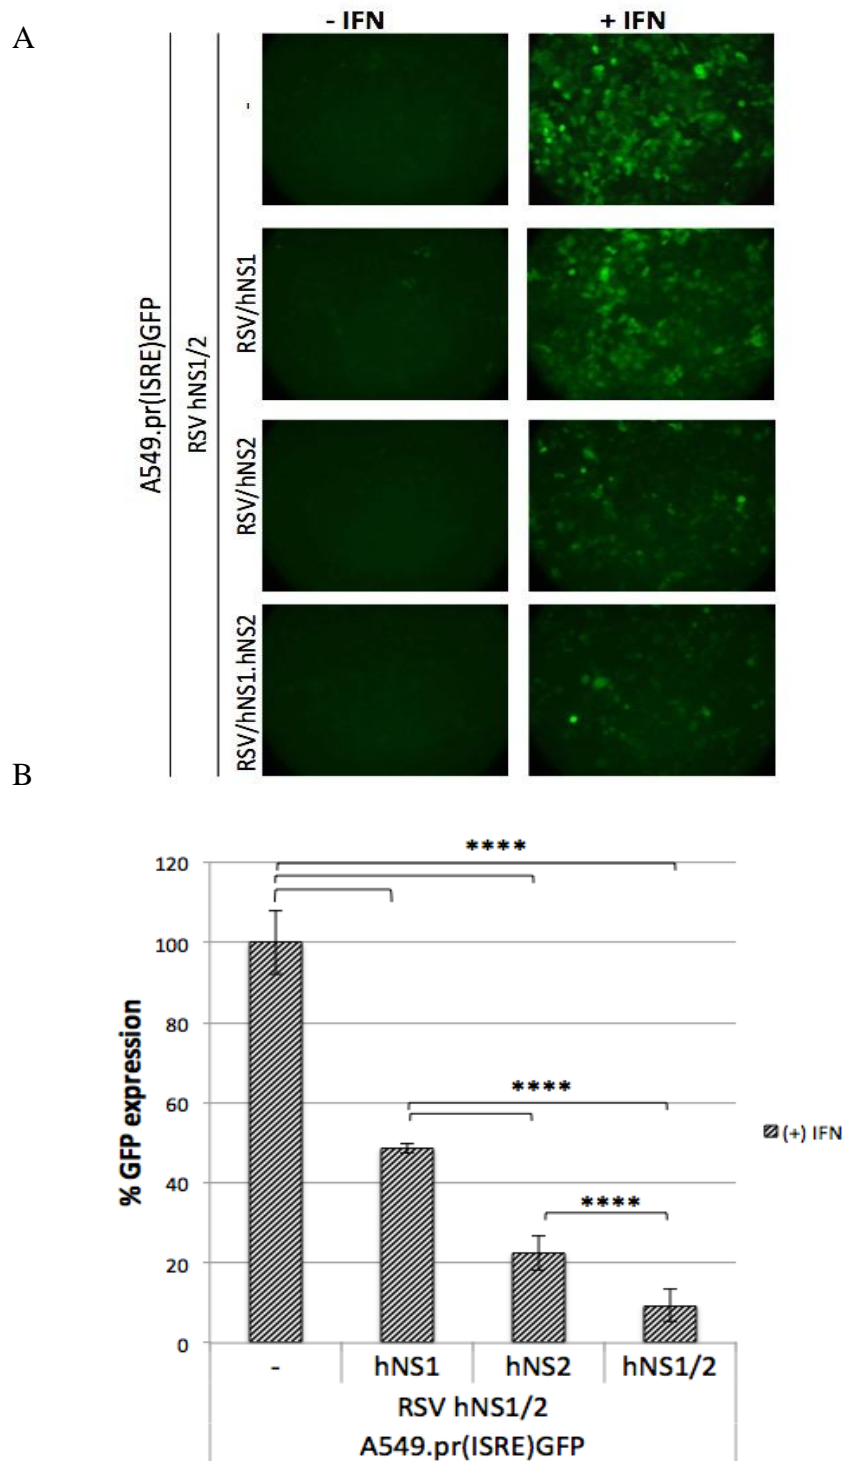 A
- IFN
+ IFN
A549.pr(ISRE)GFP
RSV hNS1/2
-
RSV/hNS1
RSV/hNS2
RSV/hNS1.hNS2
B
% GFP expression
120
100
80
60
40
20
0
****
****
****
(+) IFN
-
hNS1
hNS2
hNS1/2
RSV hNS1/2
A549.pr(ISRE)GFP